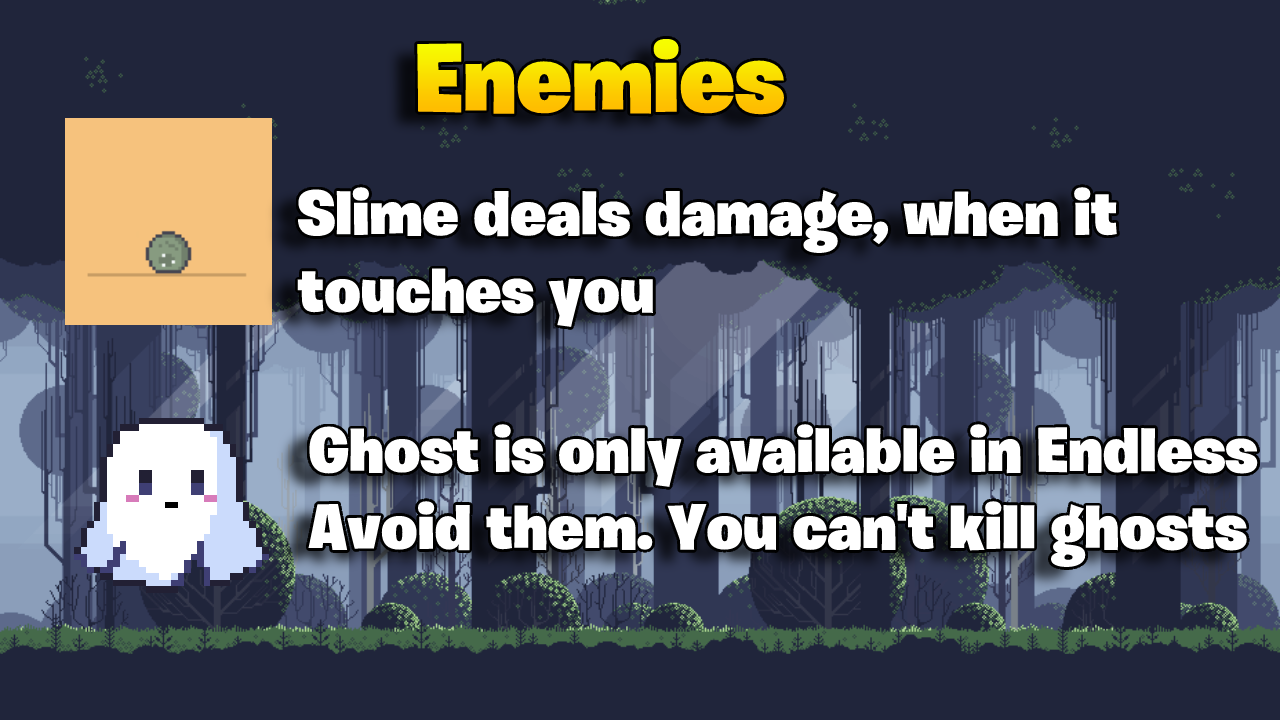 Enemies
Slime deals damage, when it
touches you
Ghost is only available in Endless
Avoid them. You can't kill ghosts